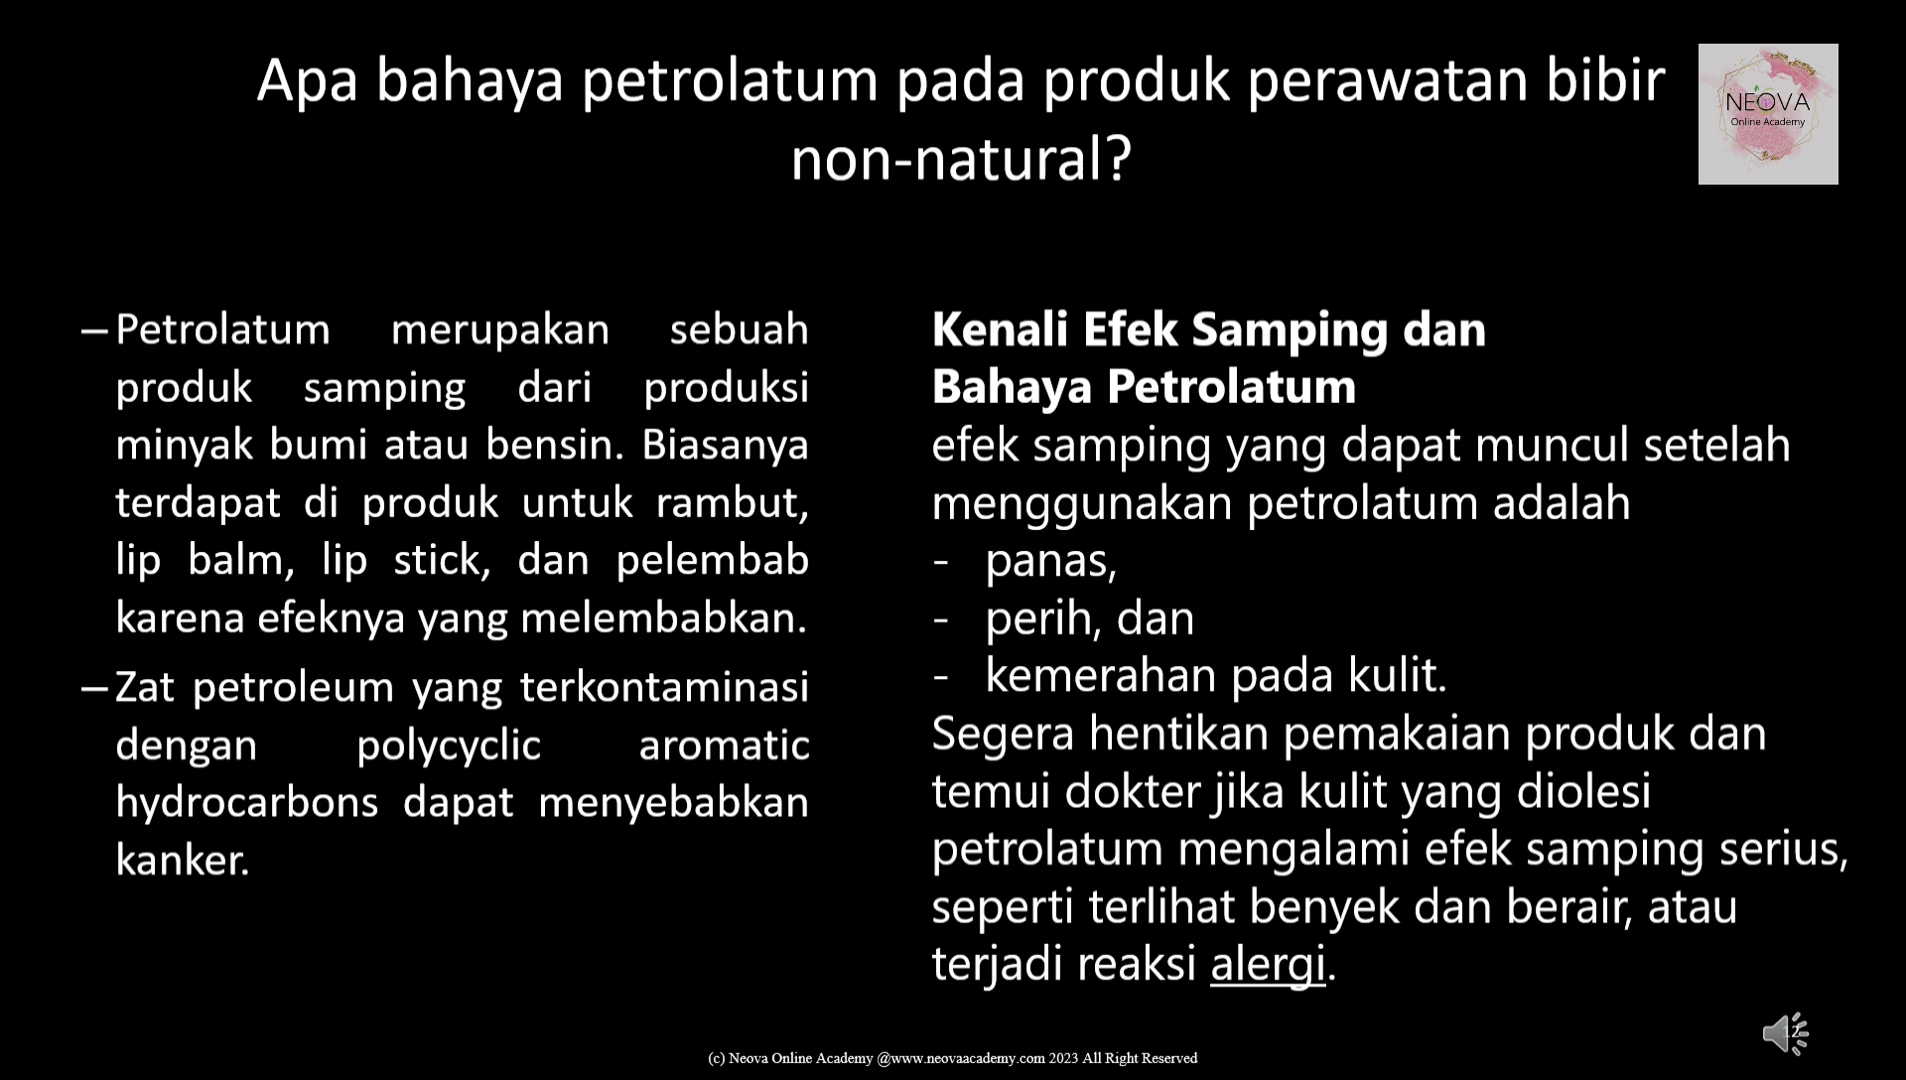 Apa bahaya petrolatum pada produk perawatan bibir
non-natural?
NEOVA
Online Academy
– Petrolatum merupakan sebuah
produk samping dari produksi
minyak bumi atau bensin. Biasanya
terdapat di produk untuk rambut,
lip balm, lip stick, dan pelembab
karena efeknya yang melembabkan.
– Zat petroleum yang terkontaminasi
dengan polycyclic aromatic
hydrocarbons dapat menyebabkan
kanker.
Kenali Efek Samping dan
Bahaya Petrolatum
efek samping yang dapat muncul setelah
menggunakan petrolatum adalah
- panas,
- perih, dan
- kemerahan pada kulit.
Segera hentikan pemakaian produk dan
temui dokter jika kulit yang diolesi
petrolatum mengalami efek samping serius,
seperti terlihat benyek dan berair, atau
terjadi reaksi alergi.
12
(c) Neova Online Academy @www.neovaacademy.com 2023 All Right Reserved